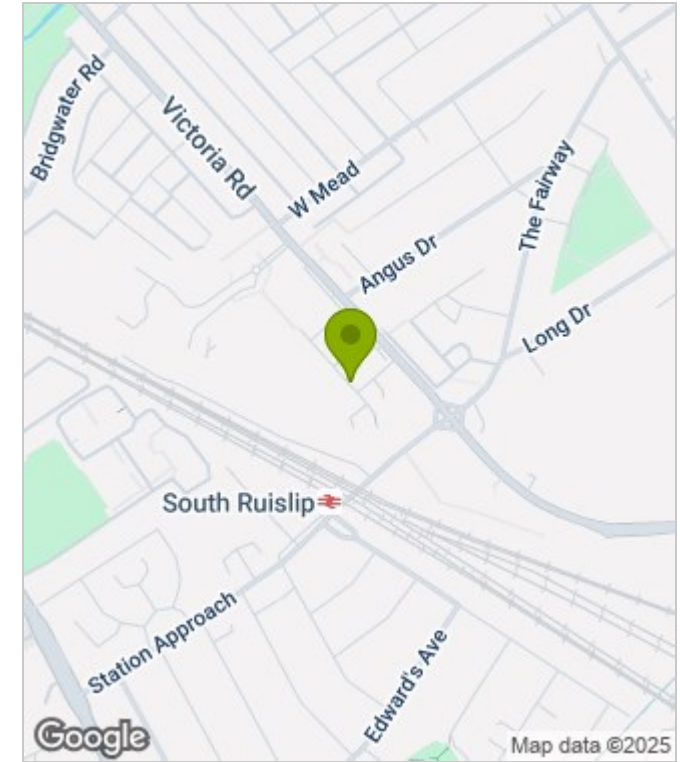 Bridgwater Rd
Victoria Rd
W Mead
The Fairway
Angus Dr
Long Dr
South Ruislip
Station Approach
Edward's Ave
Google
Map data ©2025